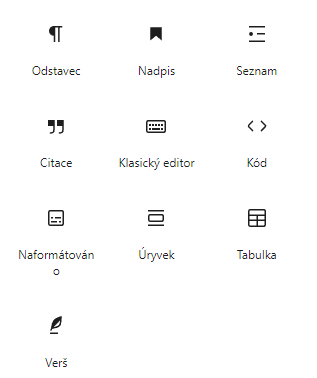 Odstavec
Nadpis
Seznam
Citace
Klasický editor
Kód
Naformátován
o
Úryvek
Tabulka
Verš